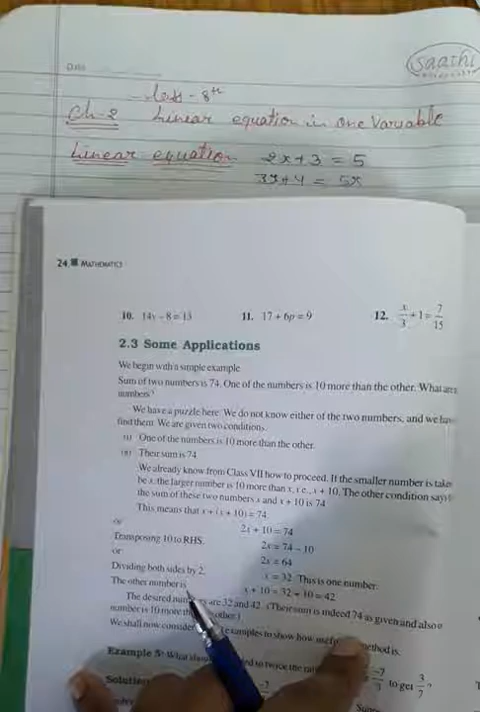 Saathi
Date
Class - 8th
Ch-2 Linear equation in one Variable
Linear equation 2x + 3 = 5
3x + 4 = 5x
24 ■ MATHEMATICS
10. 14y – 8 = 13 11. 17 + 6p = 9 12. x/3 + 1 = 7/15
2.3 Some Applications
We begin with a simple example.
Sum of two numbers is 74. One of the numbers is 10 more than the other. What are
numbers?
We have a puzzle here. We do not know either of the two numbers, and we have
find them. We are given two conditions.
(i) One of the numbers is 10 more than the other.
(ii) Their sum is 74.
We already know from Class VII how to proceed. If the smaller number is taken
be x, the larger number is 10 more than x, i.e., x + 10. The other condition says
the sum of these two numbers x and x + 10 is 74
This means that x + (x + 10) = 74
or 2x + 10 = 74
Transposing 10 to RHS, 2x = 74 – 10
or 2x = 64
Dividing both sides by 2, x = 32. This is one number.
The other number is x + 10 = 32 + 10 = 42
The desired are 32 and 42. (Their sum is indeed 74 as given and also o
number is 10 more other.)
We shall now consider examples to show how method is.
Example 5: What to twice the –7/3 to get 3/7 ?
Solution